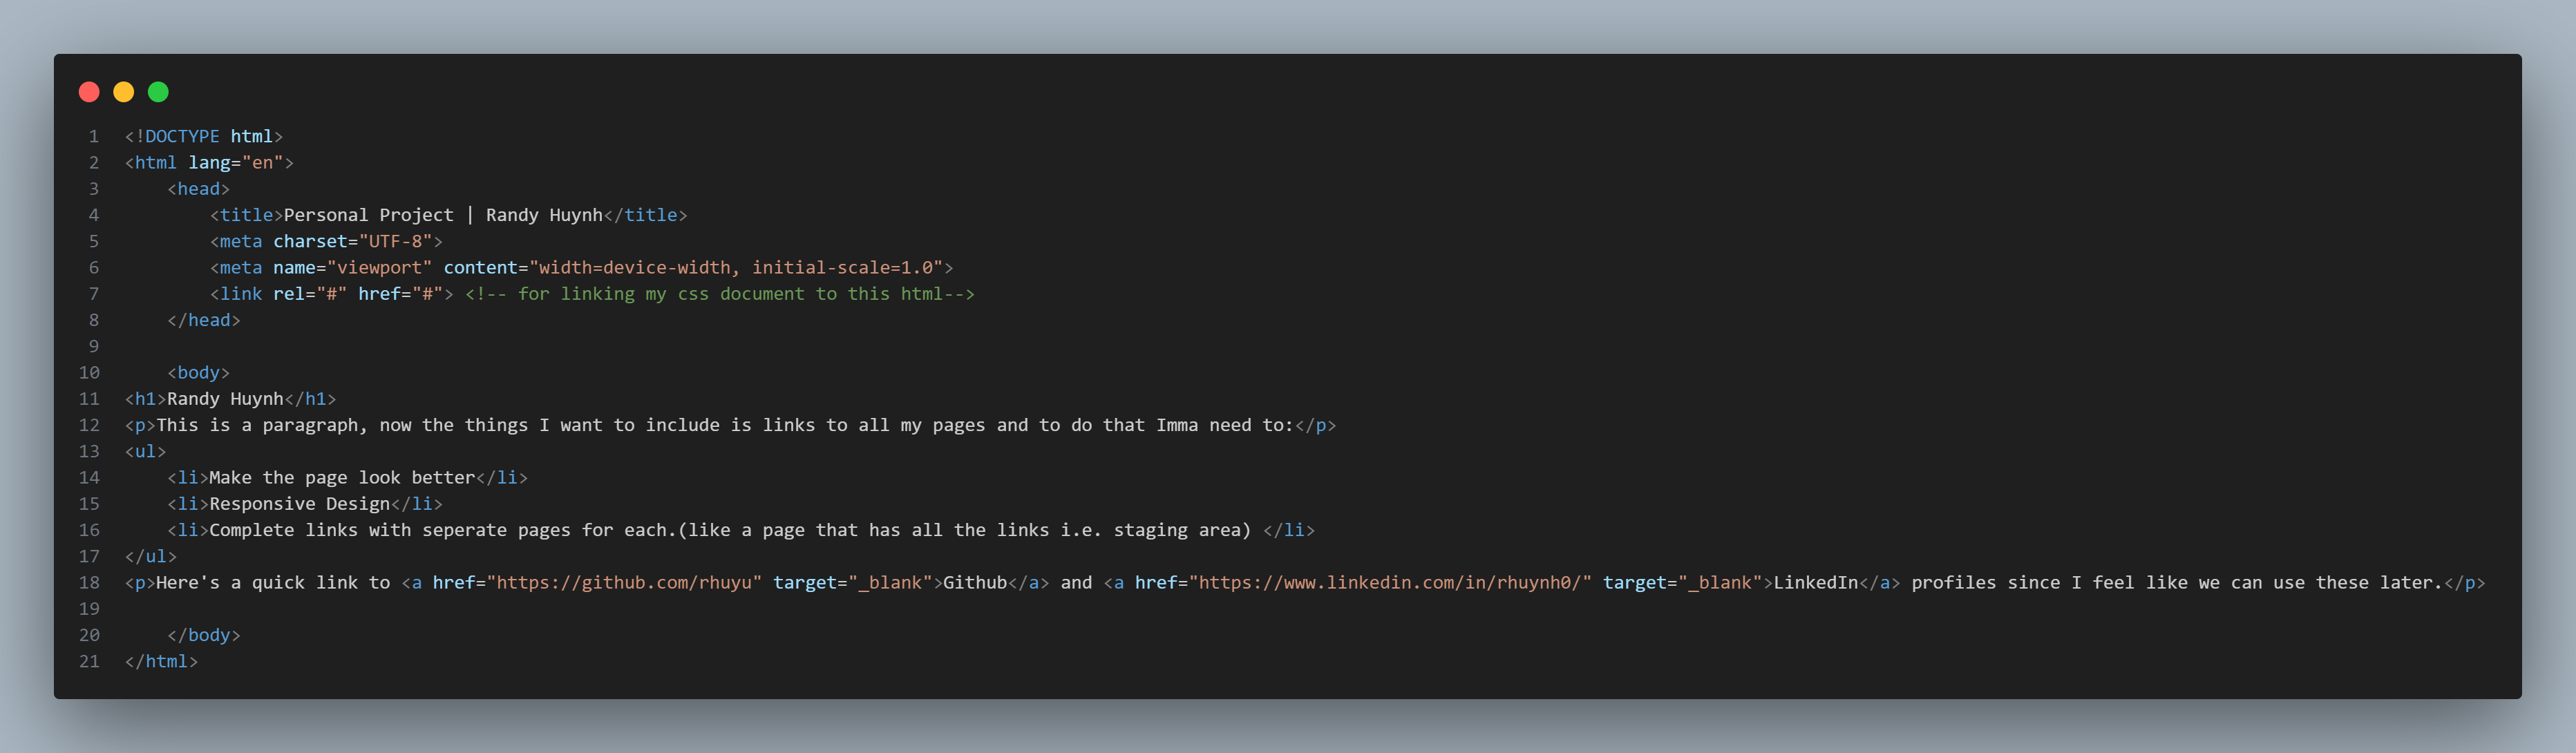 1 <!DOCTYPE html>
2 <html lang="en">
3     <head>
4         <title>Personal Project | Randy Huynh</title>
5         <meta charset="UTF-8">
6         <meta name="viewport" content="width=device-width, initial-scale=1.0">
7         <link rel="#" href="#"> <!-- for linking my css document to this html-->
8     </head>
9
10     <body>
11 <h1>Randy Huynh</h1>
12 <p>This is a paragraph, now the things I want to include is links to all my pages and to do that Imma need to:</p>
13 <ul>
14     <li>Make the page look better</li>
15     <li>Responsive Design</li>
16     <li>Complete links with seperate pages for each.(like a page that has all the links i.e. staging area) </li>
17 </ul>
18 <p>Here's a quick link to <a href="https://github.com/rhuyu" target="_blank">Github</a> and <a href="https://www.linkedin.com/in/rhuynh0/" target="_blank">LinkedIn</a> profiles since I feel like we can use these later.</p>
19
20     </body>
21 </html>